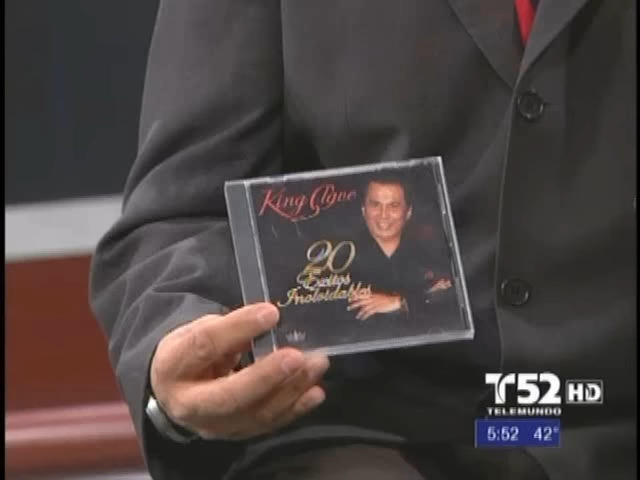 King Clave
20
Exitos
Inolvidables
T52 HD
TELEMUNDO
5:52 42°